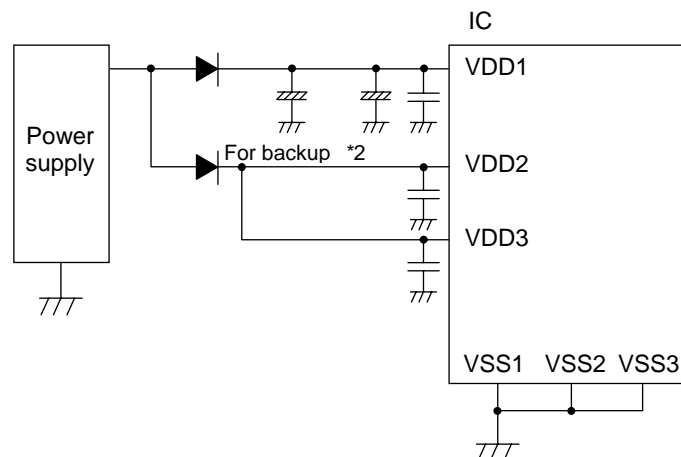 IC
VDD1
Power
supply
For backup *2
VDD2
VDD3
VSS1 VSS2 VSS3